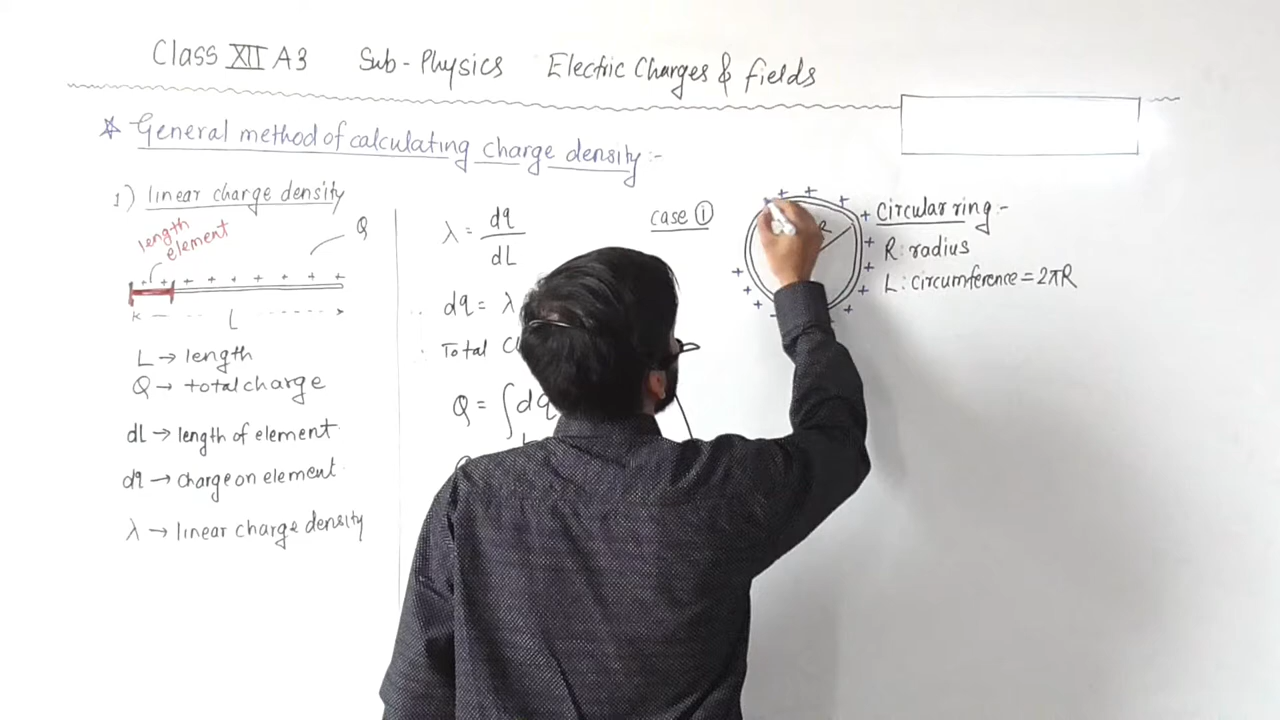 Class XII A3 Sub-Physics Electric Charges & fields
☆ General method of calculating charge density:-
1) linear charge density
length element
Q
L
L → length
Q → total charge
dL → length of element
dq → charge on element
λ → linear charge density
λ = dq/dL
∴ dq = λ
∴ Total
Q = ∫dq
L
case (i)
R
Circular ring:-
R: radius
L: circumference = 2πR